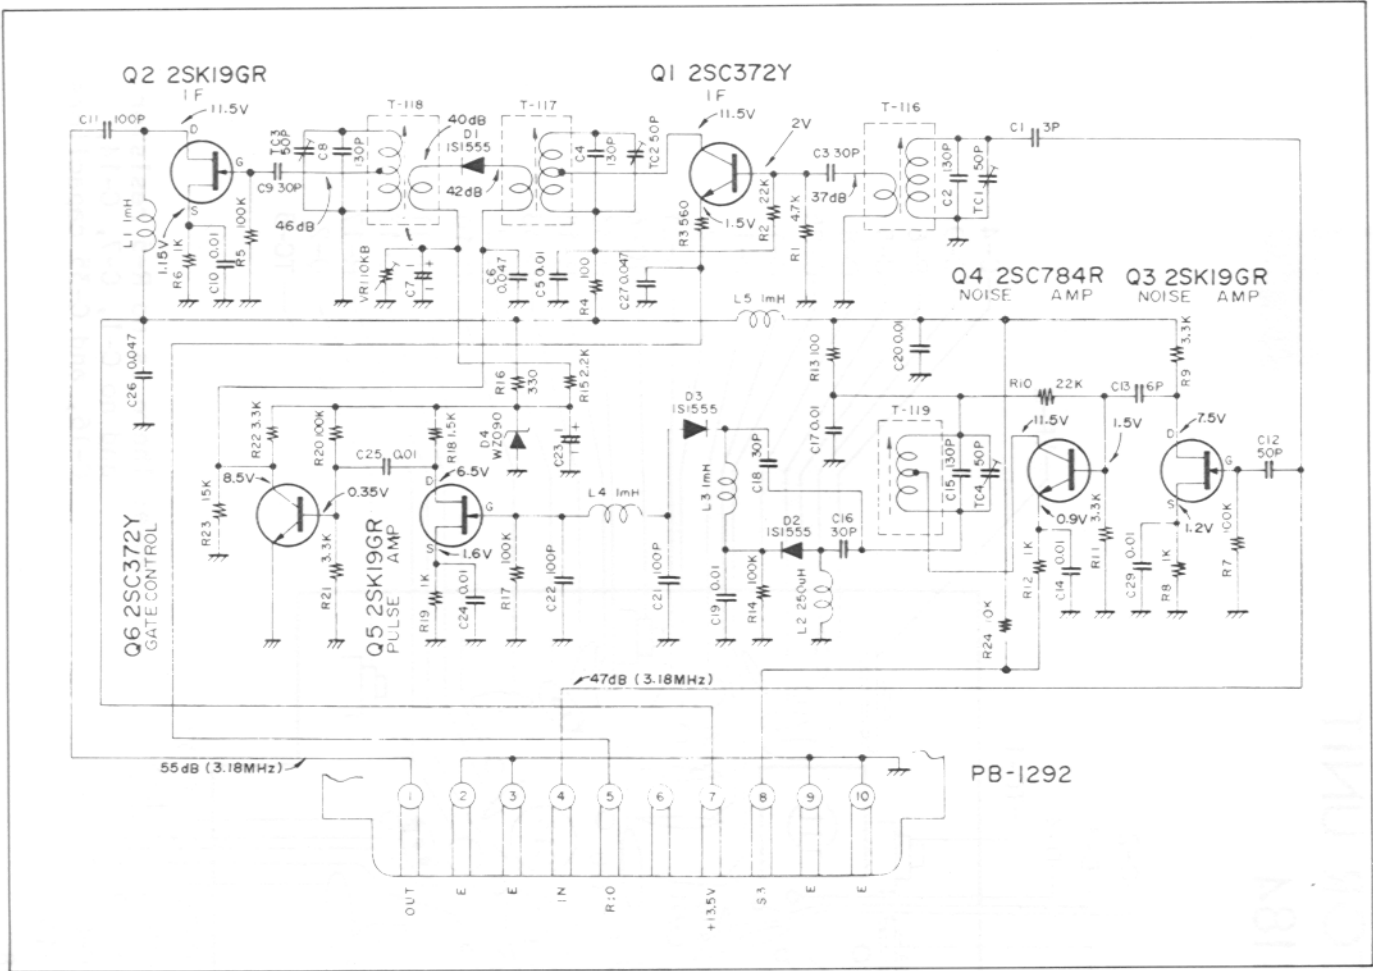 Q2 2SK19GR
IF
Q1 2SC372Y
IF
C11 100P
11.5V
D
G
S
1.15V
L1 1mH
R6 1K
C10 0.01
R5 100K
C9 30P
TC3 50P
C8 130P
46dB
T-118
40dB
D1
1S1555
42dB
T-117
C4 130P
TC2 50P
11.5V
2V
1.5V
R3 560
R2 22K
R1 4.7K
C3 30P
37dB
T-116
C2 130P
TC1 50P
C1 3P
VR1 10KB
C7 1
+
C6 0.047
C5 0.01
R4 100
C27 0.047
L5 1mH
Q4 2SC784R
NOISE AMP
Q3 2SK19GR
NOISE AMP
C26 0.047
R16 330
R15 2.2K
R13 100
C20 0.01
R9 3.3K
R10 22K
C13 6P
R22 3.3K
R20 100K
R18 1.5K
D4 WZ090
C23 1
+
D3
1S1555
C17 0.01
T-119
11.5V
1.5V
7.5V
D
G
S
C12
50P
C25 0.01
6.5V
D
G
S
8.5V
0.35V
1.6V
R23 15K
L4 1mH
L3 1mH
C18 30P
D2
1S1555
C16
30P
C15 130P
TC4 50P
0.9V
1.2V
R11 3.3K
R7 100K
R21 3.3K
R19 1K
C24 0.01
R17 100K
C22 100P
C21 100P
C19 0.01
R14 100K
L2 250uH
R12 1K
C14 0.01
C29 0.01
R8 1K
R24 10K
Q6 2SC372Y
GATE CONTROL
Q5 2SK19GR
PULSE AMP
47dB (3.18MHz)
55dB (3.18MHz)
PB-1292
1 2 3 4 5 6 7 8 9 10
OUT
E
E
IN
+13.5V
S3
E
E